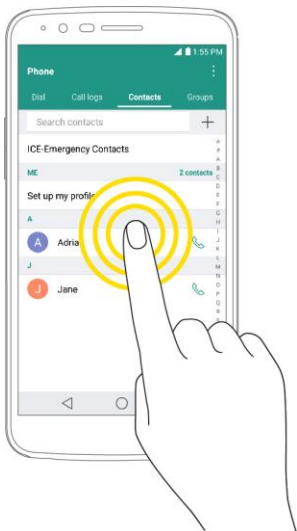 1:55 PM
Phone
Dial Call logs Contacts Groups
Search contacts +
ICE-Emergency Contacts
ME 2 contacts
Set up my profile
A
A Adria
J
J Jane
#
A
B
C
D
E
F
G
H
I
J
K
L
M
N
O
P
Q
R